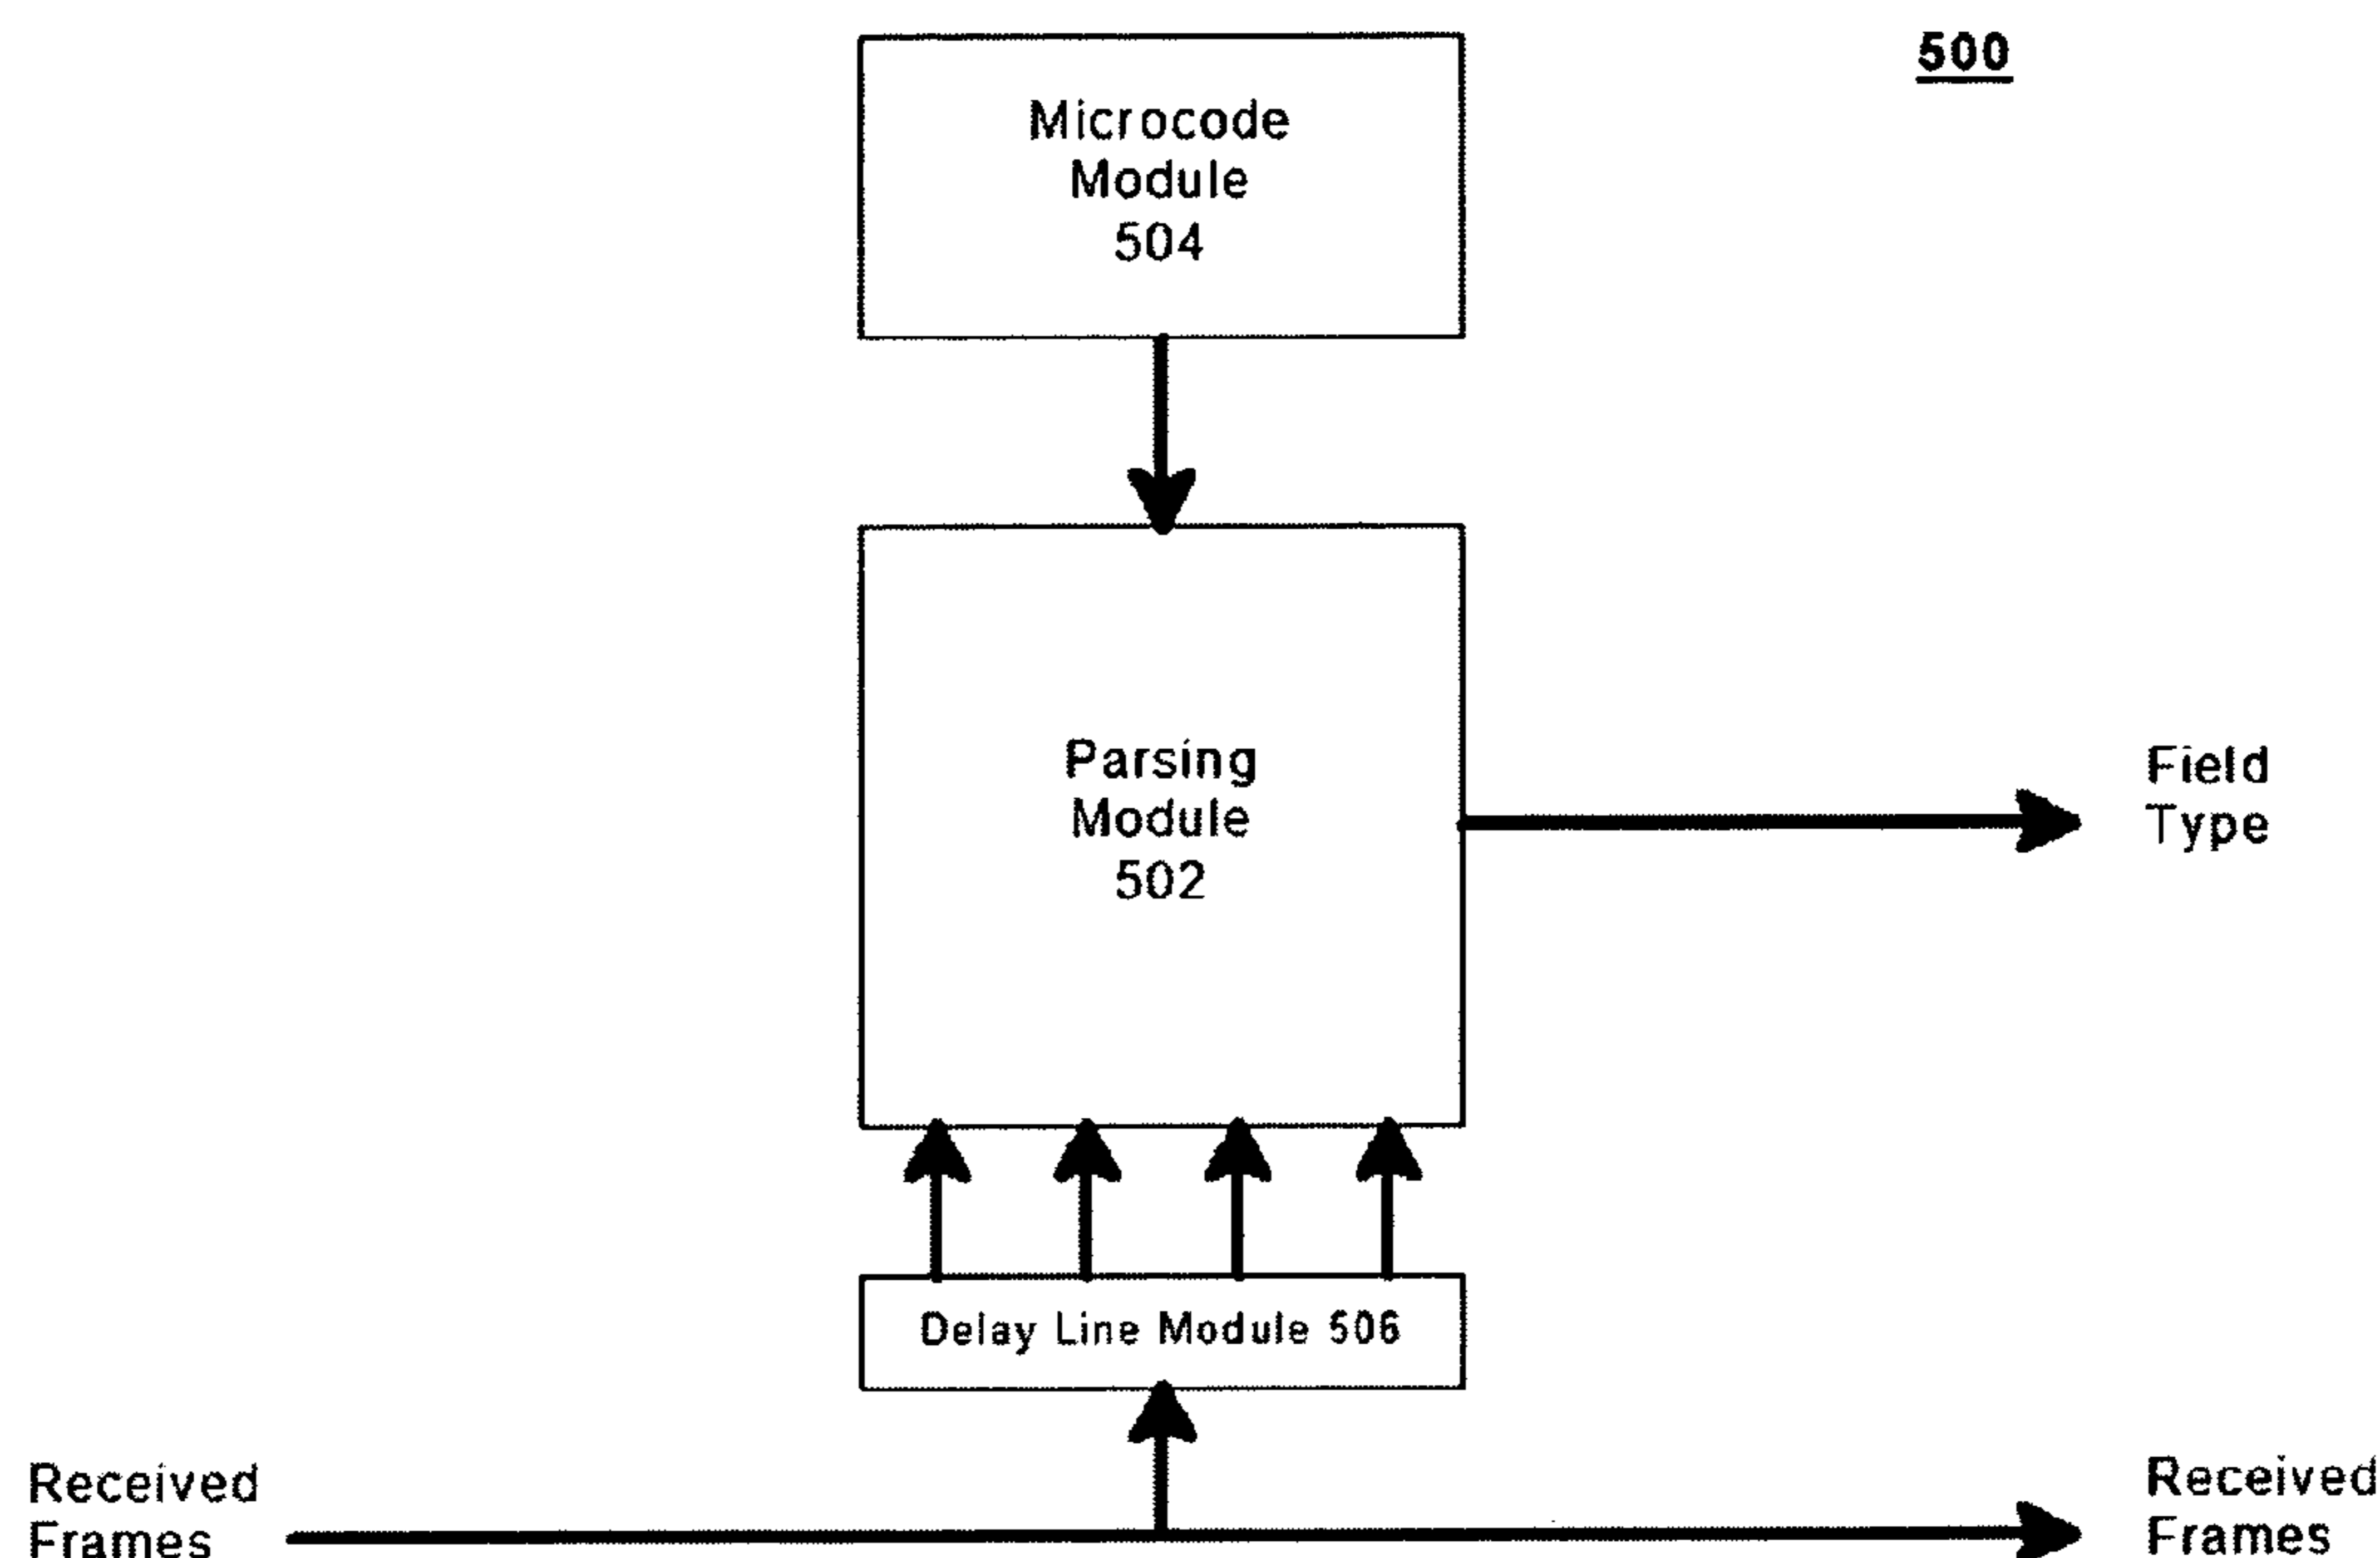 500
Microcode
Module
504
Parsing
Module
502
Field
Type
Delay Line Module 506
Received
Frames
Received
Frames